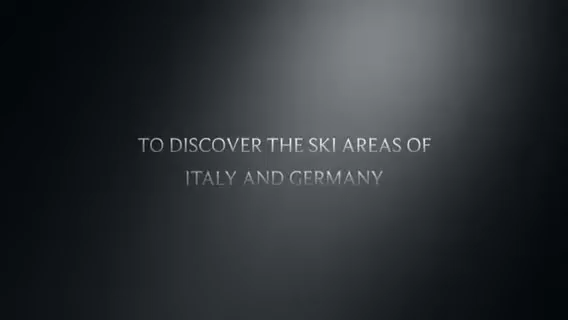 TO DISCOVER THE SKI AREAS OF
ITALY AND GERMANY